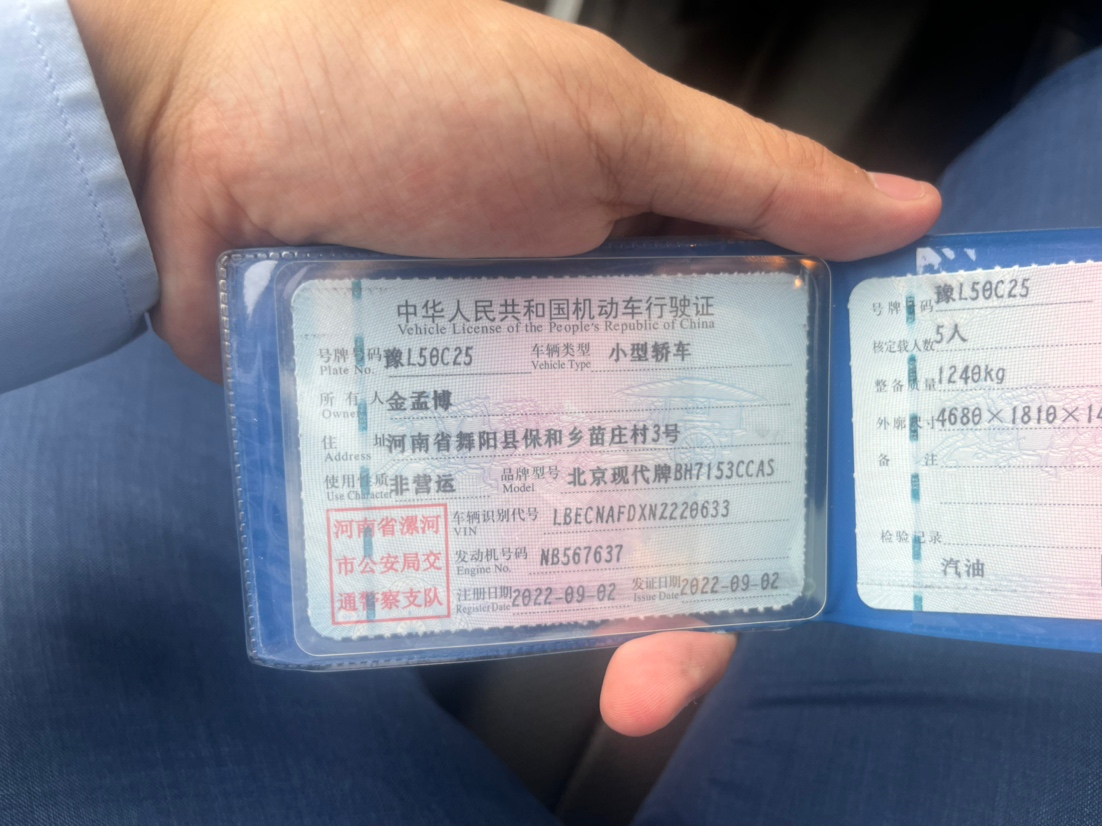 中华人民共和国机动车行驶证
Vehicle License of the People's Republic of China
号牌号码 豫L50C25 车辆类型 小型轿车
Plate No. Vehicle Type
所有人 金孟博
Owner
住址 河南省舞阳县保和乡苗庄村3号
Address
使用性质 非营运 品牌型号 北京现代牌BH7153CCAS
Use Character Model
河南省漯河
市公安局交
通警察支队
车辆识别代号 LBECNAFDXN2220633
VIN
发动机号码 NB567637
Engine No.
注册日期 2022-09-02 发证日期 2022-09-02
Register Date Issue Date
号牌号码 豫L50C25
核定载人数 5人
整备质量 1240kg
外廓尺寸 4680×1810×14
备注
检验记录
汽油